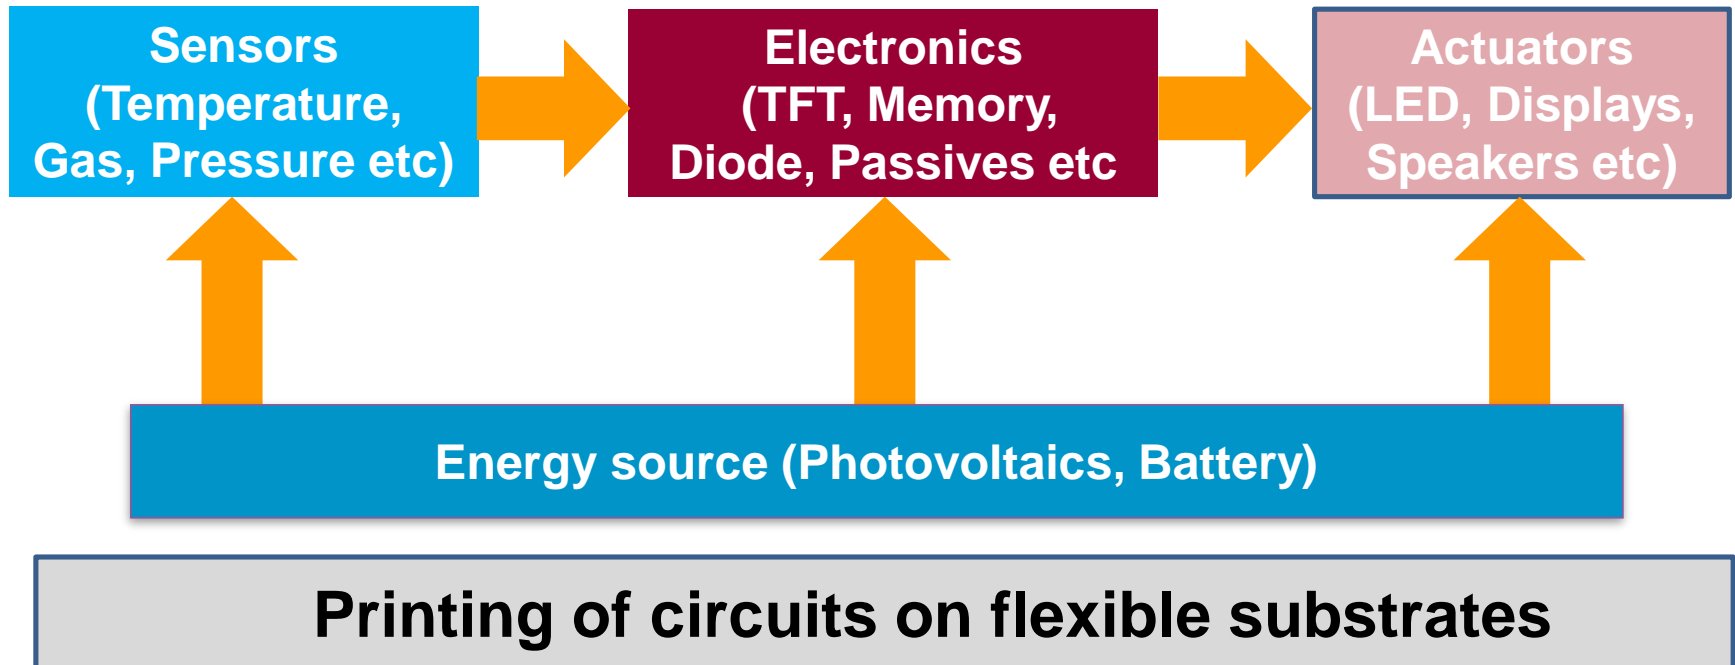 Sensors
(Temperature,
Gas, Pressure etc)
Electronics
(TFT, Memory,
Diode, Passives etc
Actuators
(LED, Displays,
Speakers etc)
Energy source (Photovoltaics, Battery)
Printing of circuits on flexible substrates